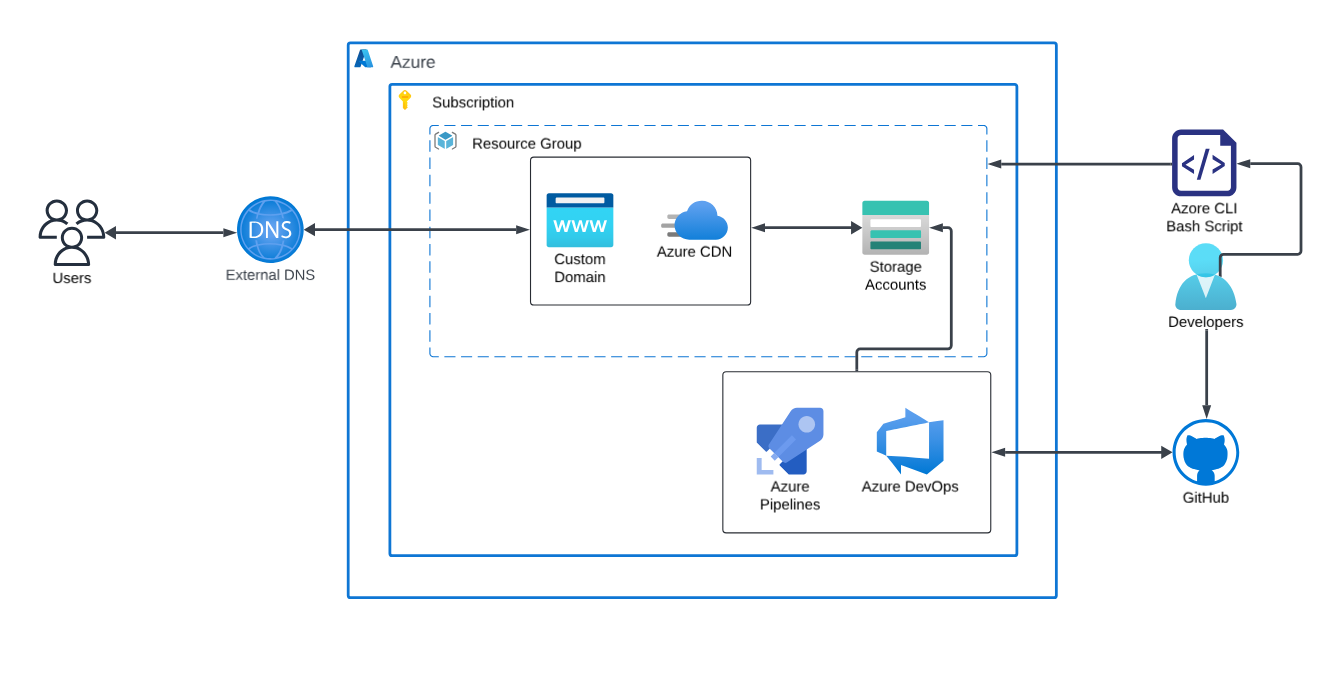 Azure
Subscription
Resource Group
WWW
Custom
Domain
Azure CDN
Storage
Accounts
Users
DNS
External DNS
</>
Azore CLI
Bash Script
Developers
Azure
Pipelines
Azure DevOps
GitHub